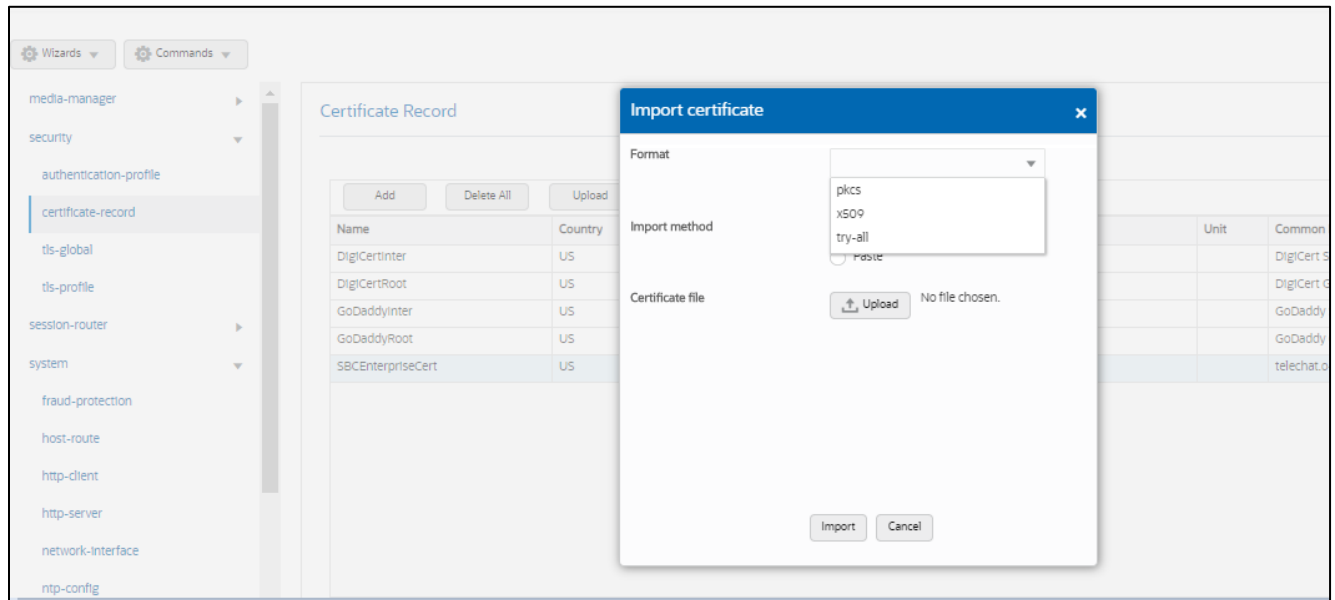 Wizards
Commands
media-manager
security
authentication-profile
certificate-record
tls-global
tls-profile
session-router
system
fraud-protection
host-route
http-client
http-server
network-interface
ntp-config
Certificate Record
Add Delete All Upload
Name Country Unit Common
DigiCertInter US DigiCert S
DigiCertRoot US DigiCert G
GoDaddyInter US GoDaddy
GoDaddyRoot US GoDaddy
SBCEnterpriseCert US telechat.o
Import certificate
Format
pkcs
x509
try-all
Import method
Paste
Certificate file Upload No file chosen.
Import Cancel